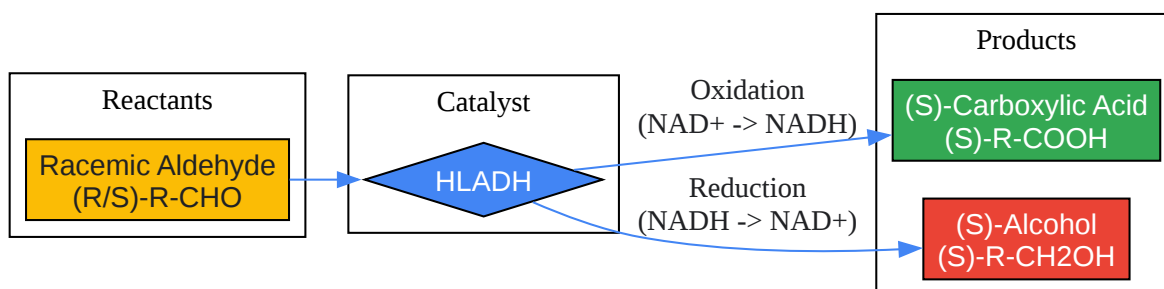 Reactants
Racemic Aldehyde
(R/S)-R-CHO
Catalyst
HLADH
Oxidation
(NAD+ -> NADH)
Reduction
(NADH -> NAD+)
Products
(S)-Carboxylic Acid
(S)-R-COOH
(S)-Alcohol
(S)-R-CH2OH